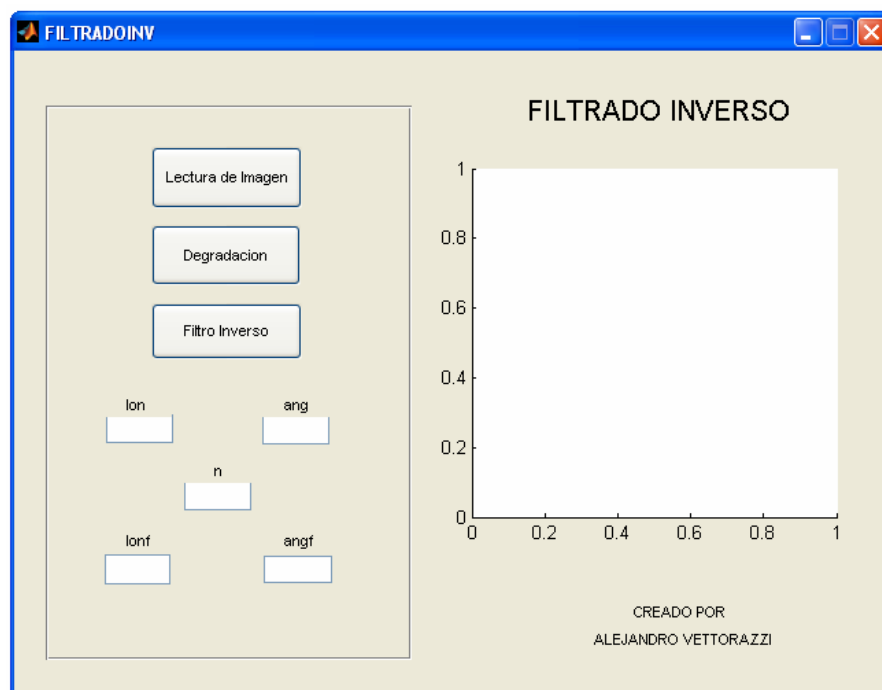 FILTRADOINV
Lectura de Imagen
Degradacion
Filtro Inverso
lon ang
n
lonf angf
FILTRADO INVERSO
1
0.8
0.6
0.4
0.2
0
0 0.2 0.4 0.6 0.8 1
CREADO POR
ALEJANDRO VETTORAZZI